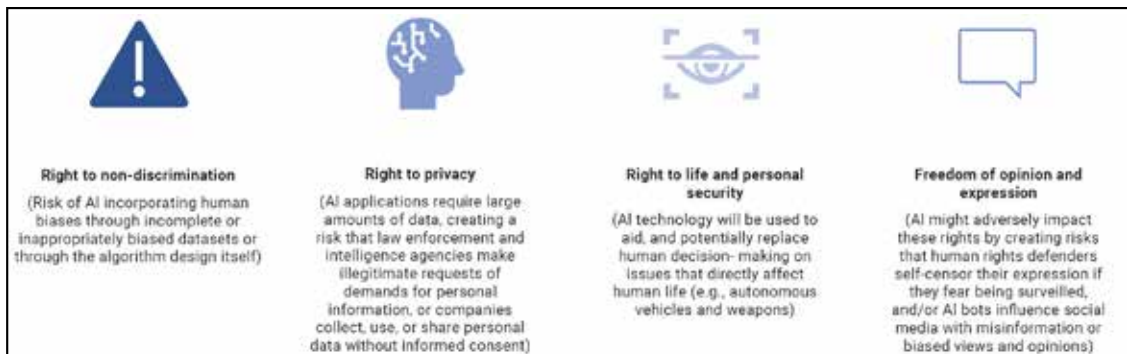 Right to non-discrimination
(Risk of AI incorporating human
biases through incomplete or
inappropriately biased datasets or
through the algorithm design itself)
Right to privacy
(AI applications require large
amounts of data, creating a
risk that law enforcement and
intelligence agencies make
illegitimate requests of
demands for personal
information, or companies
collect, use, or share personal
data without informed consent)
Right to life and personal
security
(AI technology will be used to
aid, and potentially replace
human decision- making on
issues that directly affect
human life (e.g., autonomous
vehicles and weapons)
Freedom of opinion and
expression
(AI might adversely impact
these rights by creating risks
that human rights defenders
self-censor their expression if
they fear being surveilled,
and/or AI bots influence social
media with misinformation or
biased views and opinions)